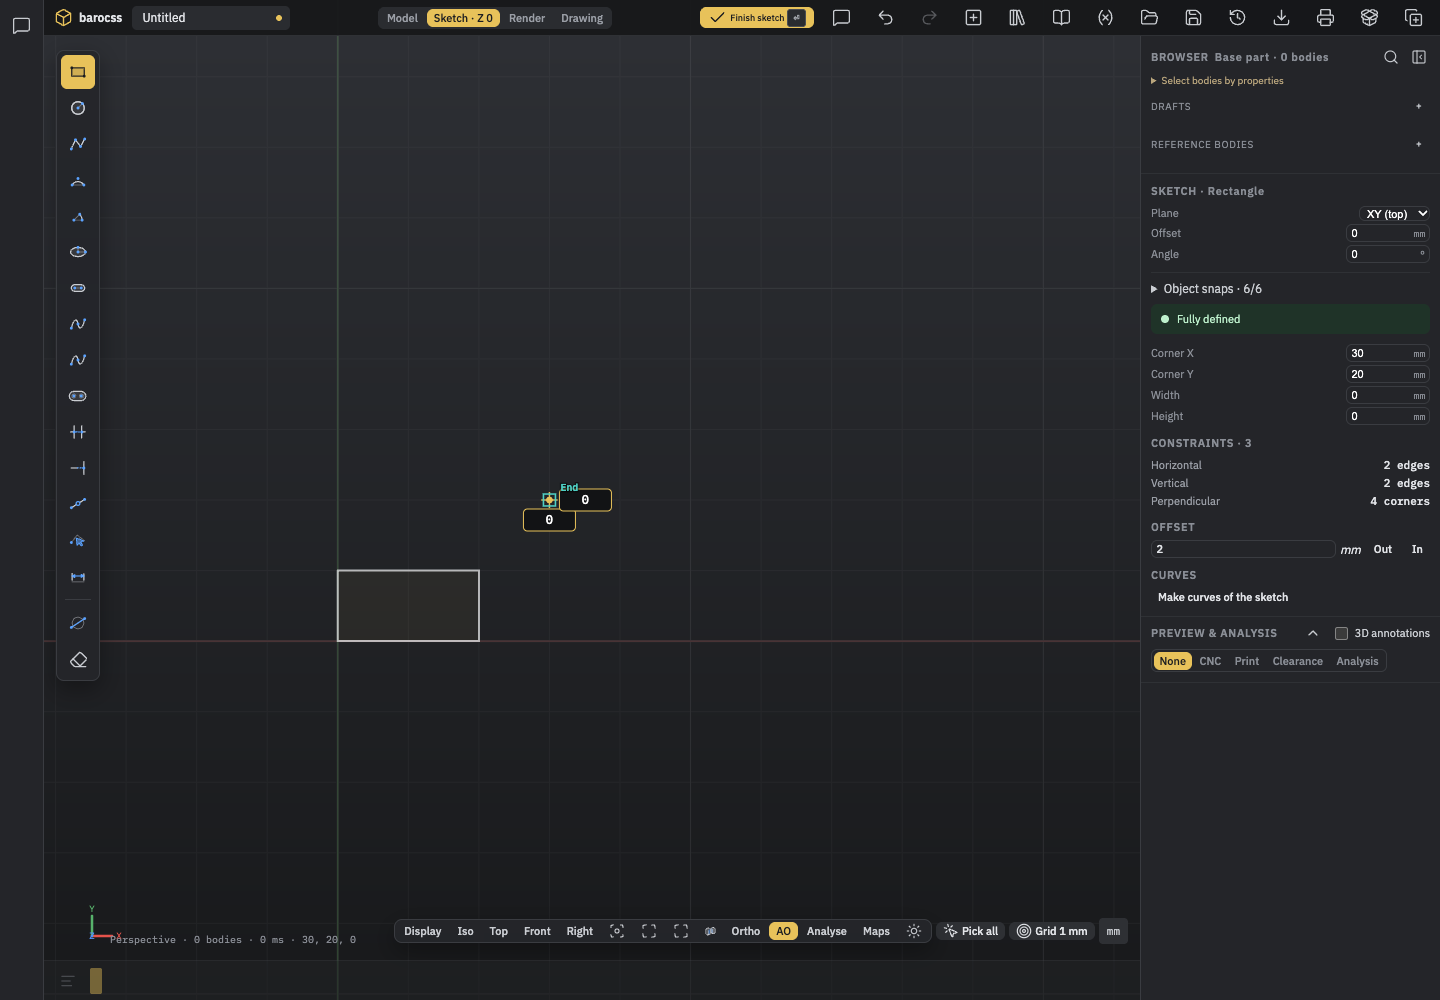 barocss
Untitled
Model
Sketch · Z 0
Render
Drawing
Finish sketch
BROWSER Base part · 0 bodies
Select bodies by properties
DRAFTS
+
REFERENCE BODIES
+
SKETCH · Rectangle
Plane
XY (top)
Offset
0 mm
Angle
0 °
Object snaps · 6/6
Fully defined
Corner X
30 mm
Corner Y
20 mm
Width
0 mm
Height
0 mm
CONSTRAINTS · 3
Horizontal
2 edges
Vertical
2 edges
Perpendicular
4 corners
OFFSET
2
mm
Out
In
CURVES
Make curves of the sketch
PREVIEW & ANALYSIS
3D annotations
None
CNC
Print
Clearance
Analysis
End
0
0
Y
X
Z
Perspective · 0 bodies · 0 ms · 30, 20, 0
Display
Iso
Top
Front
Right
Ortho
AO
Analyse
Maps
Pick all
Grid 1 mm
mm